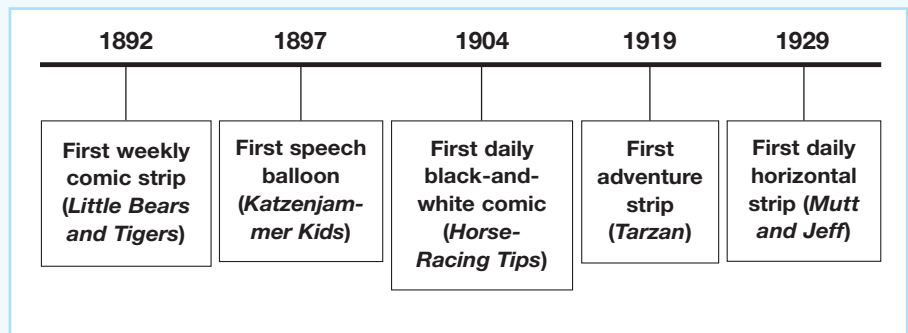 1892 1897 1904 1919 1929
First weekly
comic strip
(Little Bears
and Tigers)
First speech
balloon
(Katzenjam-
mer Kids)
First daily
black-and-
white comic
(Horse-
Racing Tips)
First
adventure
strip
(Tarzan)
First daily
horizontal
strip (Mutt
and Jeff)